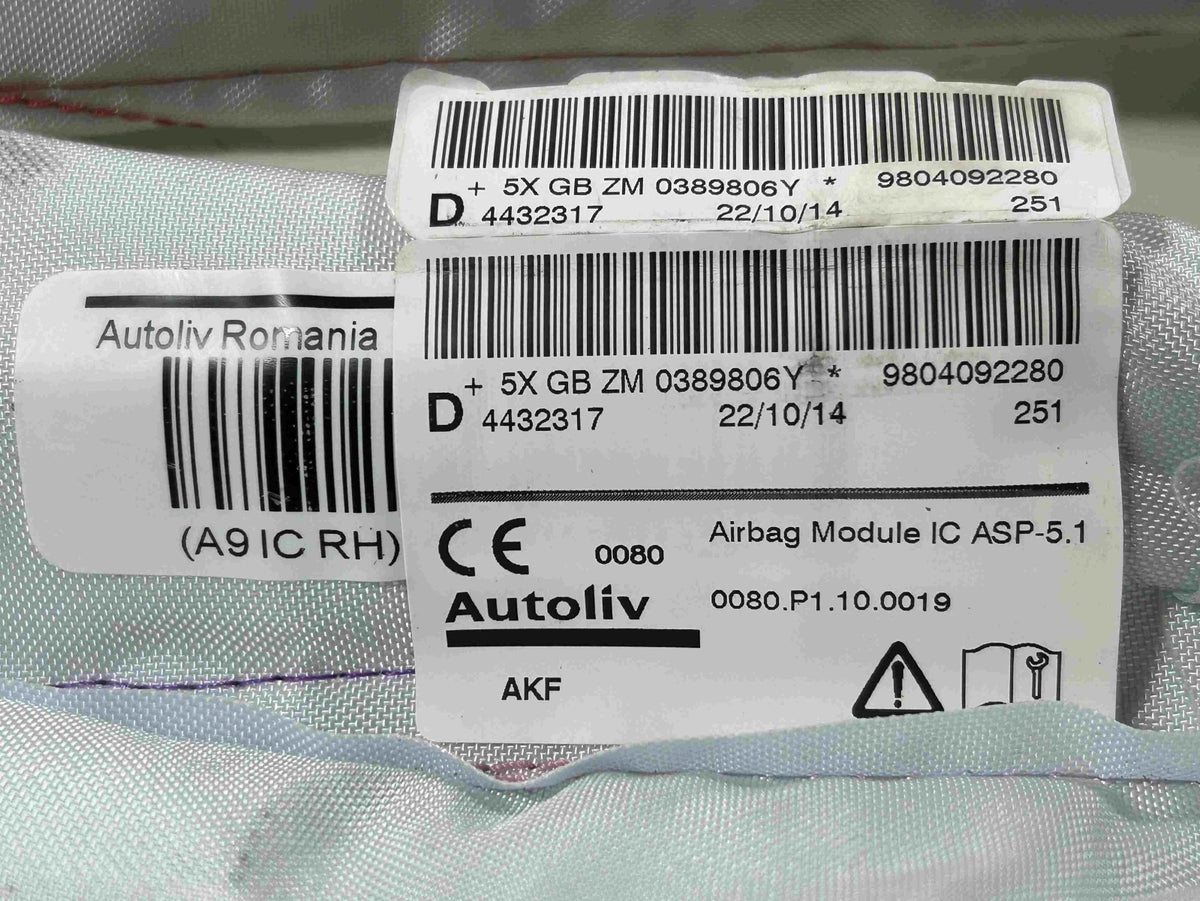 + 5X GB ZM 0389806Y * 9804092280
D 4432317 22/10/14 251
Autoliv Romania
(A9 IC RH)
+ 5X GB ZM 0389806Y * 9804092280
D 4432317 22/10/14 251
CE 0080 Airbag Module IC ASP-5.1
Autoliv 0080.P1.10.0019
AKF